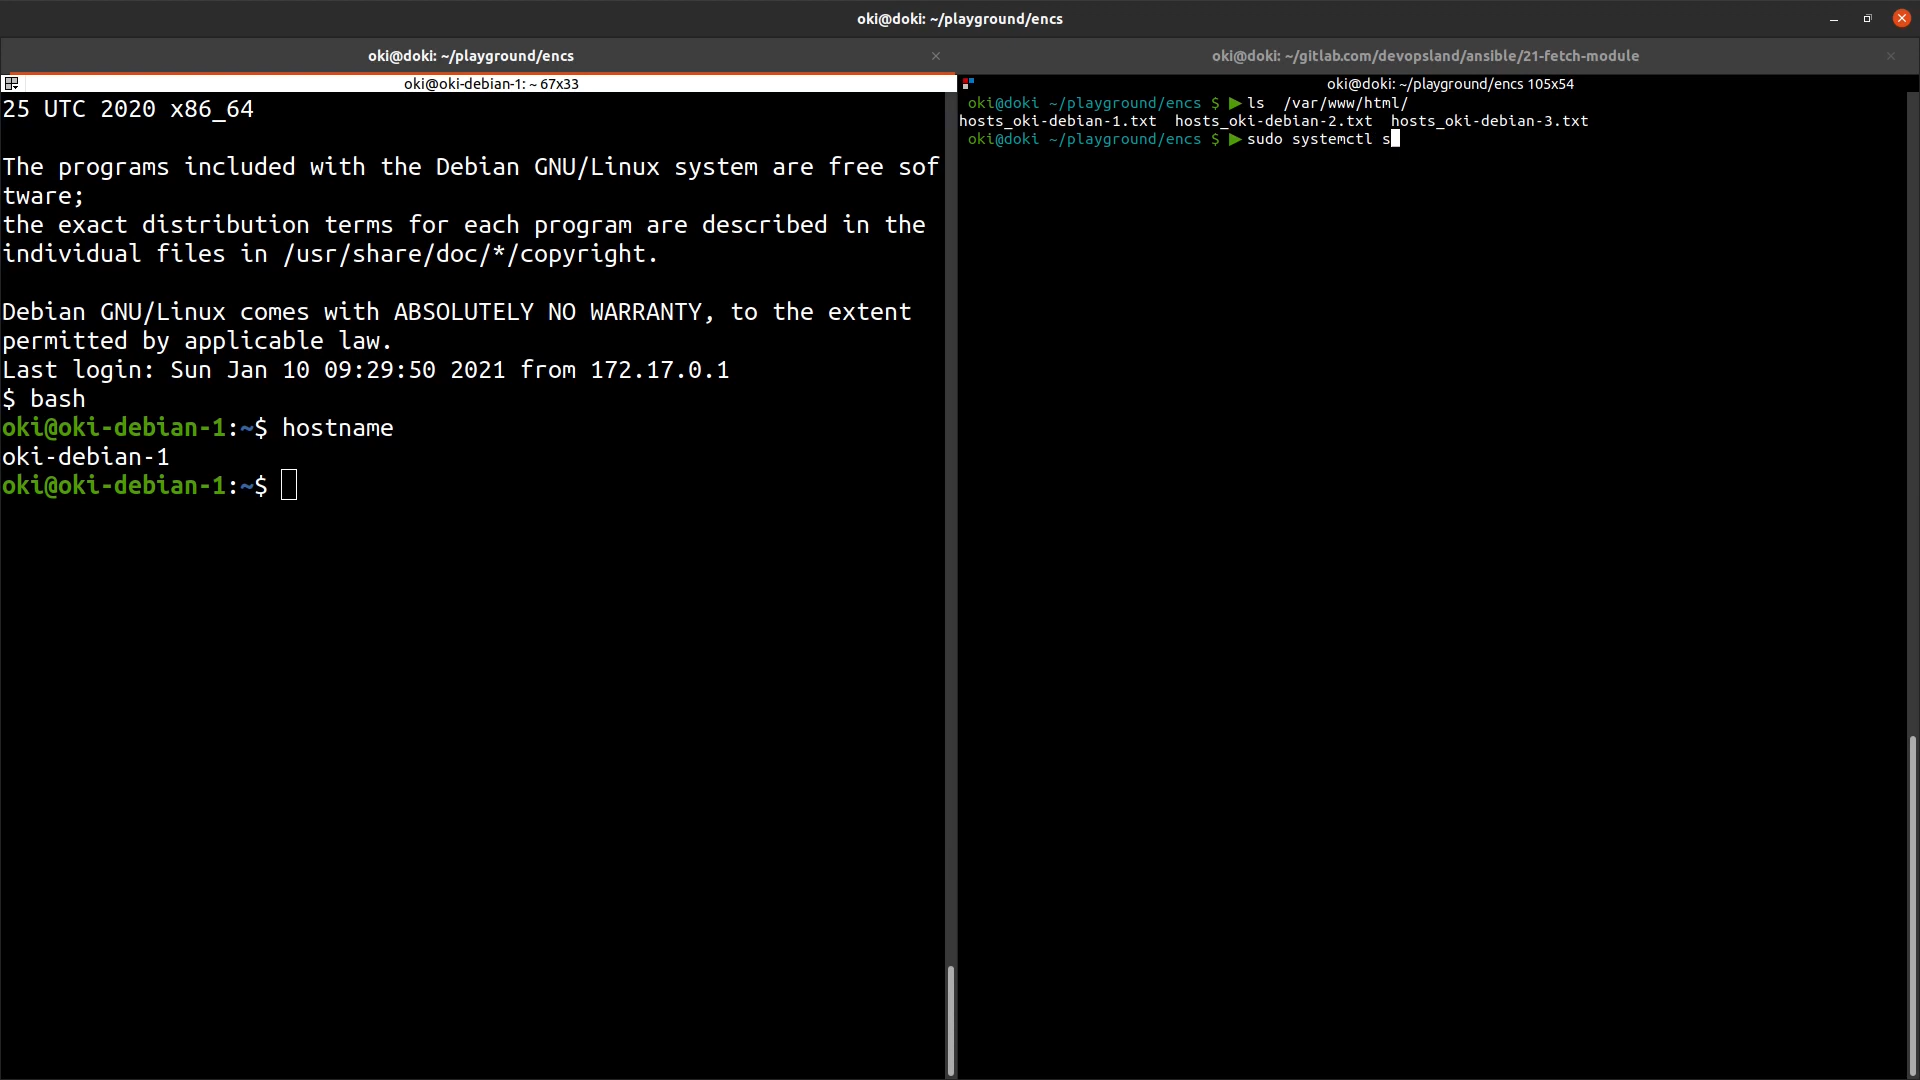 oki@doki: ~/playground/encs
oki@doki: ~/playground/encs
oki@doki: ~/gitlab.com/devopsland/ansible/21-fetch-module
oki@oki-debian-1: ~ 67x33
25 UTC 2020 x86_64
The programs included with the Debian GNU/Linux system are free sof
tware;
the exact distribution terms for each program are described in the
individual files in /usr/share/doc/*/copyright.
Debian GNU/Linux comes with ABSOLUTELY NO WARRANTY, to the extent
permitted by applicable law.
Last login: Sun Jan 10 09:29:50 2021 from 172.17.0.1
$ bash
oki@oki-debian-1:~$ hostname
oki-debian-1
oki@oki-debian-1:~$
oki@doki: ~/playground/encs 105x54
oki@doki ~/playground/encs $ ▶ ls  /var/www/html/
hosts_oki-debian-1.txt  hosts_oki-debian-2.txt  hosts_oki-debian-3.txt
oki@doki ~/playground/encs $ ▶ sudo systemctl s